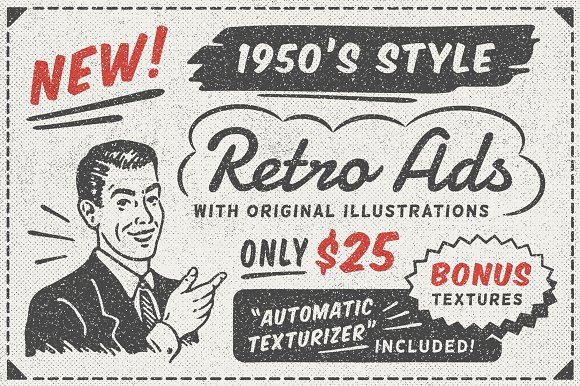 NEW!
1950'S STYLE
Retro Ads
WITH ORIGINAL ILLUSTRATIONS
ONLY $25
BONUS
TEXTURES
"AUTOMATIC
TEXTURIZER"
INCLUDED!